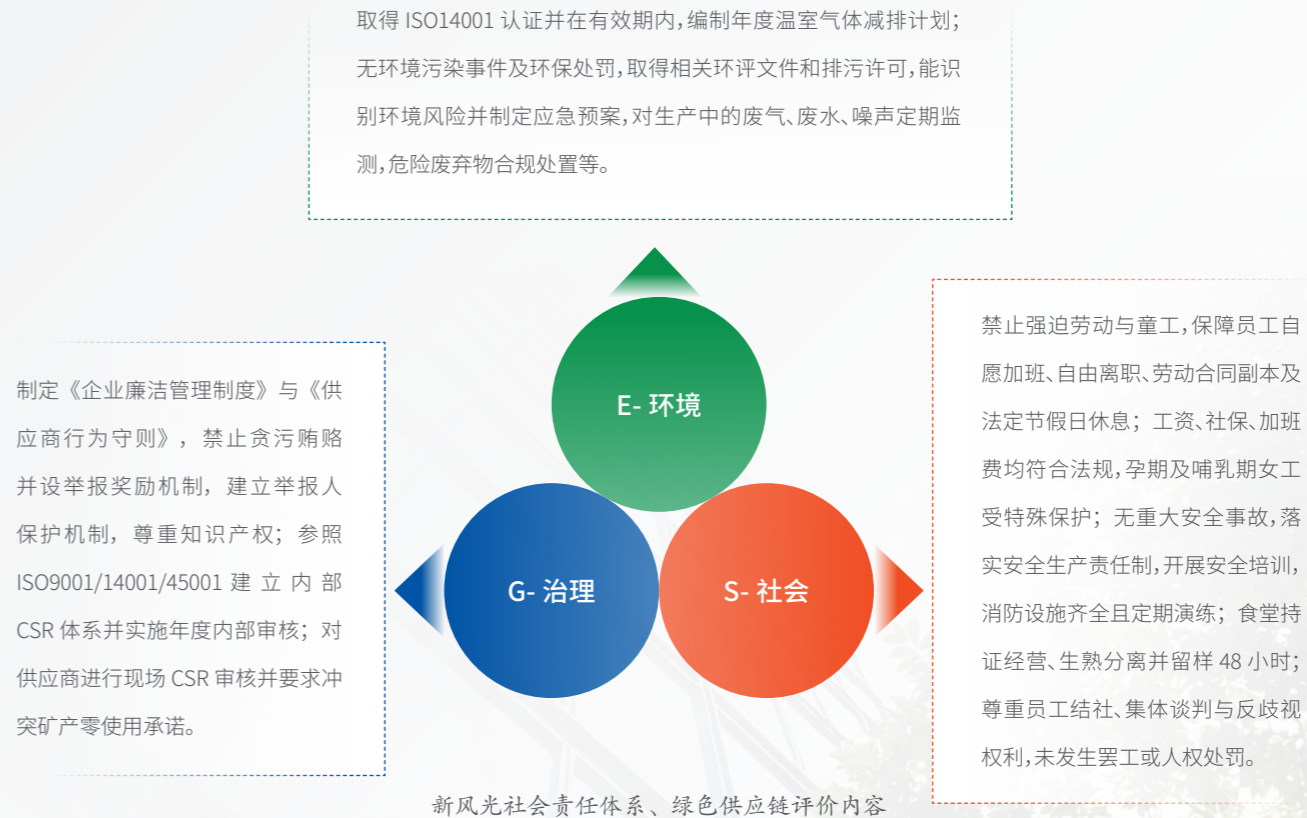 取得 ISO14001 认证并在有效期内，编制年度温室气体减排计划；
无环境污染事件及环保处罚，取得相关环评文件和排污许可，能识
别环境风险并制定应急预案，对生产中的废气、废水、噪声定期监
测，危险废弃物合规处置等。
E- 环境
G- 治理
S- 社会
制定《企业廉洁管理制度》与《供
应商行为守则》，禁止贪污贿赂
并设举报奖励机制，建立举报人
保护机制，尊重知识产权；参照
ISO9001/14001/45001 建立内部
CSR 体系并实施年度内部审核；对
供应商进行现场 CSR 审核并要求冲
突矿产零使用承诺。
禁止强迫劳动与童工，保障员工自
愿加班、自由离职、劳动合同副本及
法定节假日休息；工资、社保、加班
费均符合法规，孕期及哺乳期女工
受特殊保护；无重大安全事故，落
实安全生产责任制，开展安全培训，
消防设施齐全且定期演练；食堂持
证经营、生熟分离并留样 48 小时；
尊重员工结社、集体谈判与反歧视
权利，未发生罢工或人权处罚。
新风光社会责任体系、绿色供应链评价内容